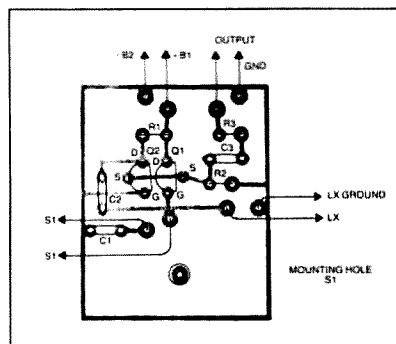 - B2
- B1
OUTPUT
GND
R1
R3
D
Q2
D
Q1
C3
S
S
R2
G
G
C2
LX GROUND
S1
LX
C1
S1
MOUNTING HOLE
S1